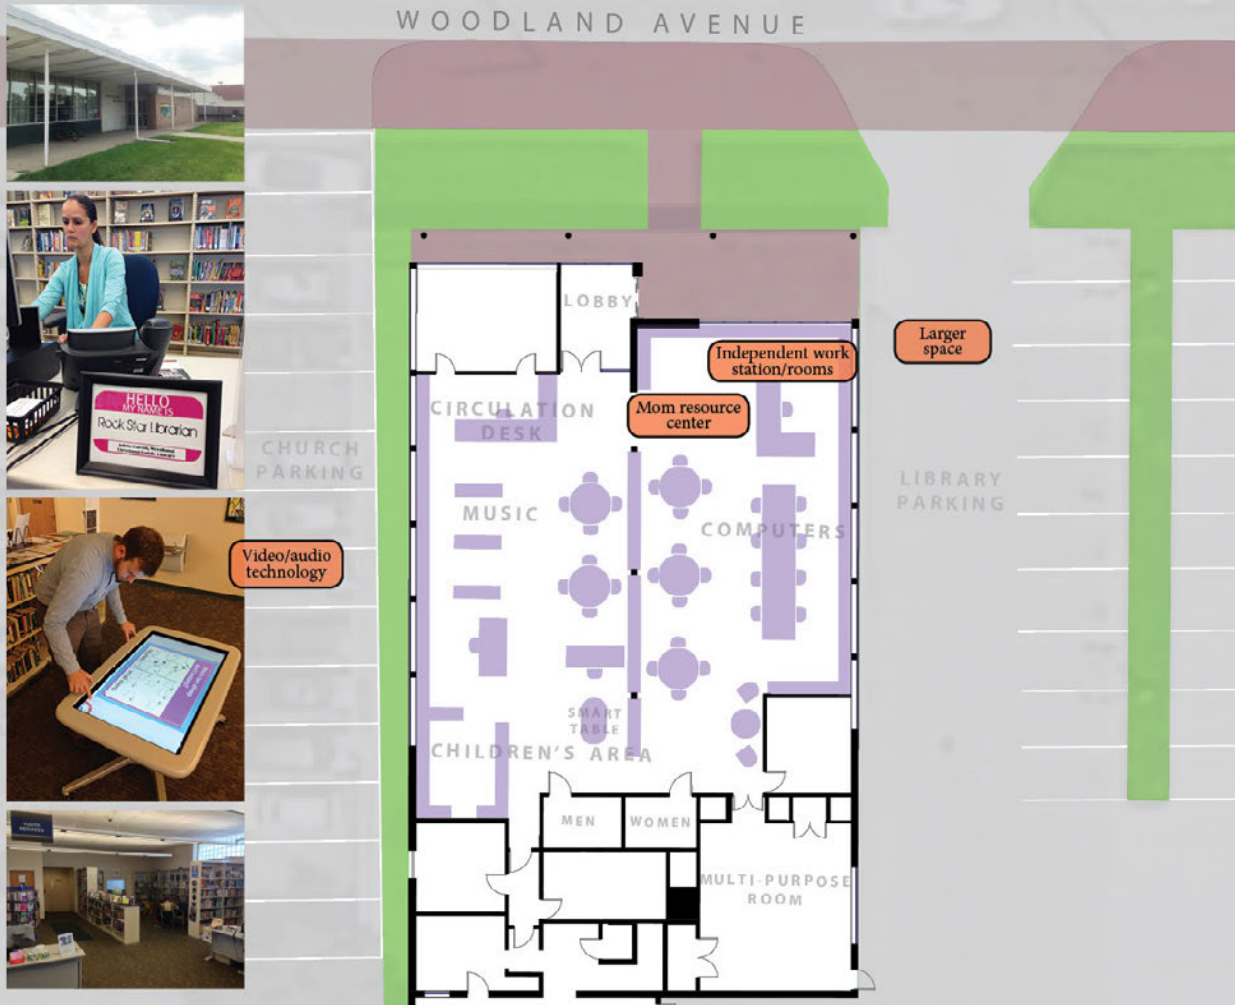 WOODLAND AVENUE
LOBBY
Larger
space
Independent work
station/rooms
Mom resource
center
CIRCULATION
DESK
HELLO
MY NAME IS
Rock Star Librarian
CHURCH
PARKING
LIBRARY
PARKING
MUSIC
COMPUTERS
Video/audio
technology
SMART
TABLE
CHILDREN'S AREA
MEN
WOMEN
MULTI-PURPOSE
ROOM